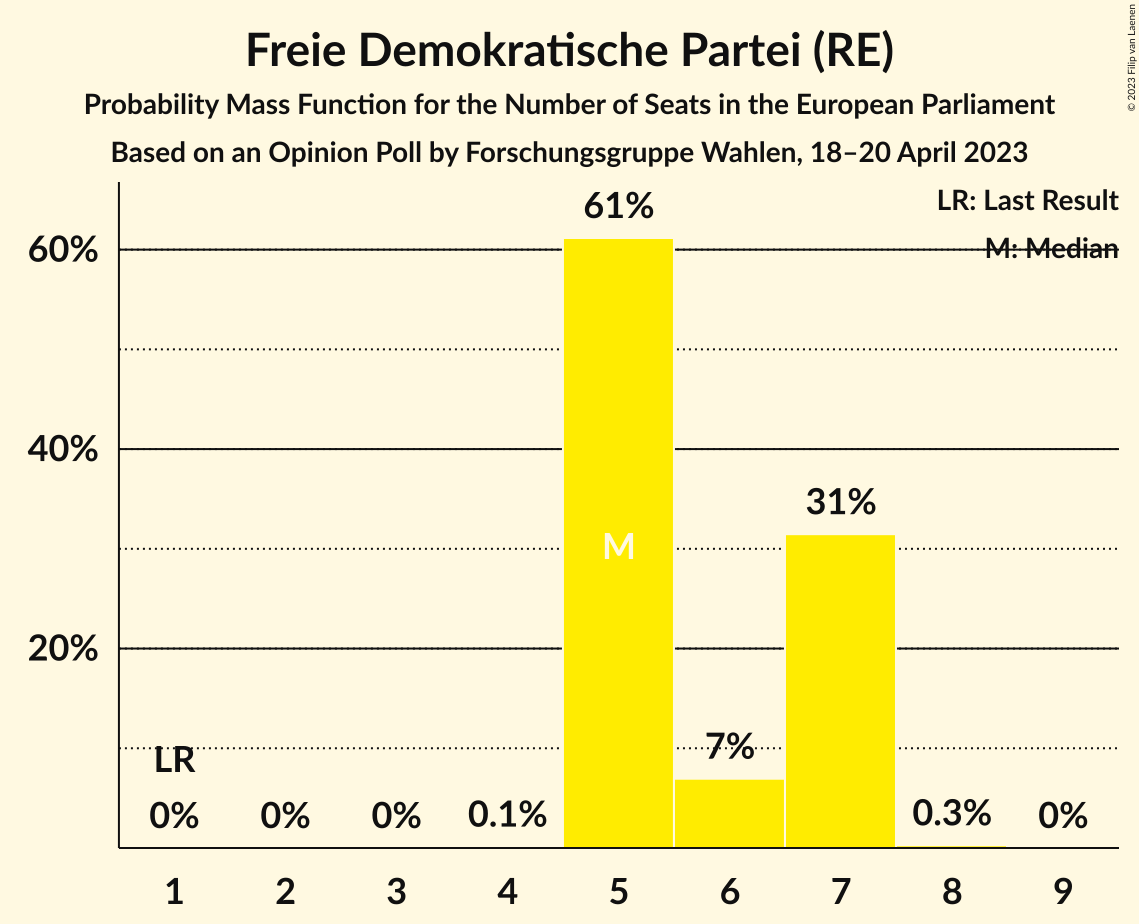 Freie Demokratische Partei (RE)
Probability Mass Function for the Number of Seats in the European Parliament
Based on an Opinion Poll by Forschungsgruppe Wahlen, 18–20 April 2023
© 2023 Filip van Laenen
LR: Last Result
M: Median
61%
60%
40%
31%
M
20%
7%
LR
0%
0%
0%
0.1%
0.3%
0%
1
2
3
4
5
6
7
8
9